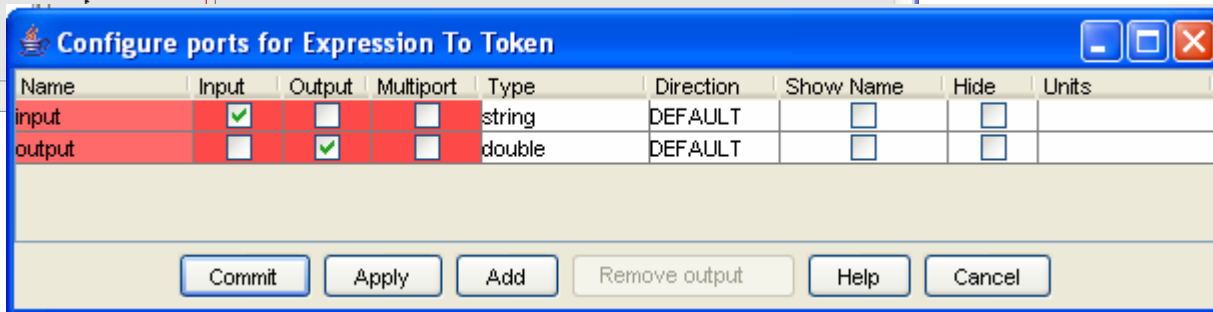 Configure ports for Expression To Token
Name Input Output Multiport Type Direction Show Name Hide Units
input string DEFAULT
output double DEFAULT
Commit Apply Add Remove output Help Cancel